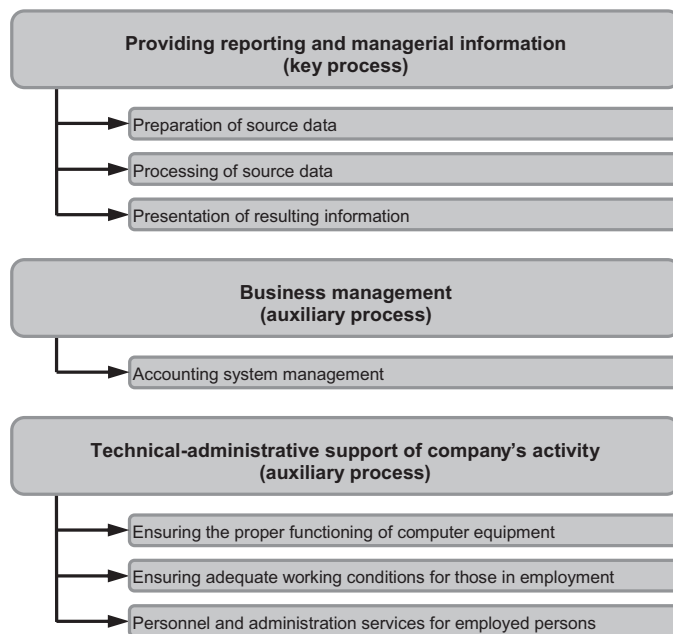 Providing reporting and managerial information
(key process)
Preparation of source data
Processing of source data
Presentation of resulting information
Business management
(auxiliary process)
Accounting system management
Technical-administrative support of company’s activity
(auxiliary process)
Ensuring the proper functioning of computer equipment
Ensuring adequate working conditions for those in employment
Personnel and administration services for employed persons